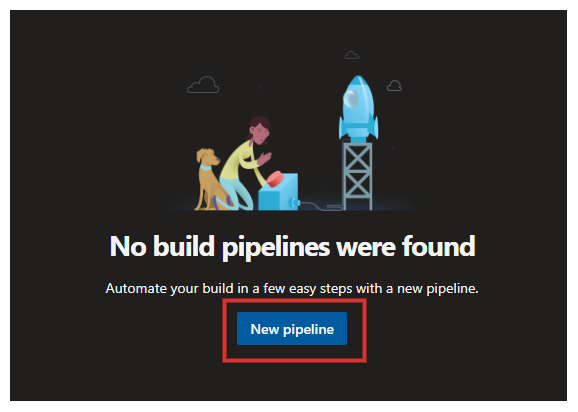 No build pipelines were found
Automate your build in a few easy steps with a new pipeline.
New pipeline